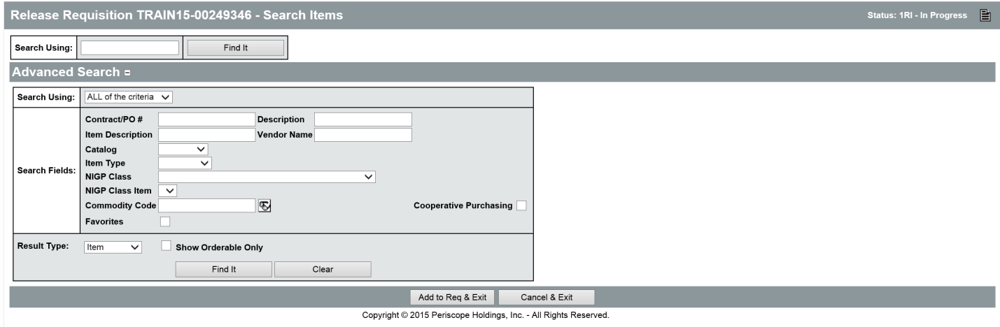 Release Requisition TRAIN15-00249346 - Search Items
Status: 1RI - In Progress
Search Using:
Find It
Advanced Search
Search Using: ALL of the criteria
Contract/PO # Description
Item Description Vendor Name
Catalog
Item Type
Search Fields:
NIGP Class
NIGP Class Item
Commodity Code Cooperative Purchasing
Favorites
Result Type: Item Show Orderable Only
Find It Clear
Add to Req & Exit Cancel & Exit
Copyright © 2015 Periscope Holdings, Inc. - All Rights Reserved.